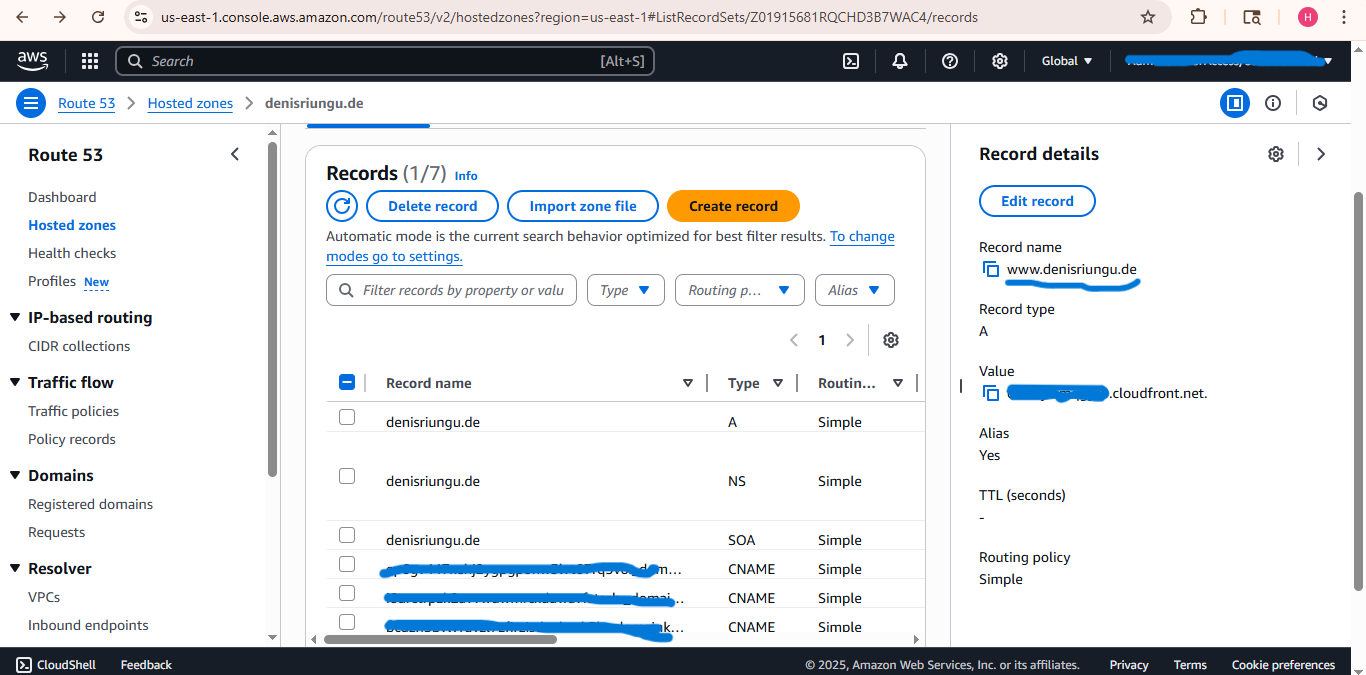 us-east-1.console.aws.amazon.com/route53/v2/hostedzones?region=us-east-1#ListRecordSets/Z01915681RQCHD3B7WAC4/records
H
aws
Search
[Alt+S]
Global
Route 53
Hosted zones
denisriungu.de
Route 53
Dashboard
Hosted zones
Health checks
Profiles New
IP-based routing
CIDR collections
Traffic flow
Traffic policies
Policy records
Domains
Registered domains
Requests
Resolver
VPCs
Inbound endpoints
Records (1/7) Info
Delete record
Import zone file
Create record
Automatic mode is the current search behavior optimized for best filter results. To change
modes go to settings.
Filter records by property or valu
Type
Routing p...
Alias
1
Record name Type Routin...
denisriungu.de A Simple
denisriungu.de NS Simple
denisriungu.de SOA Simple
CNAME Simple
CNAME Simple
CNAME Simple
Record details
Edit record
Record name
www.denisriungu.de
Record type
A
Value
.cloudfront.net.
Alias
Yes
TTL (seconds)
-
Routing policy
Simple
CloudShell Feedback © 2025, Amazon Web Services, Inc. or its affiliates. Privacy Terms Cookie preferences